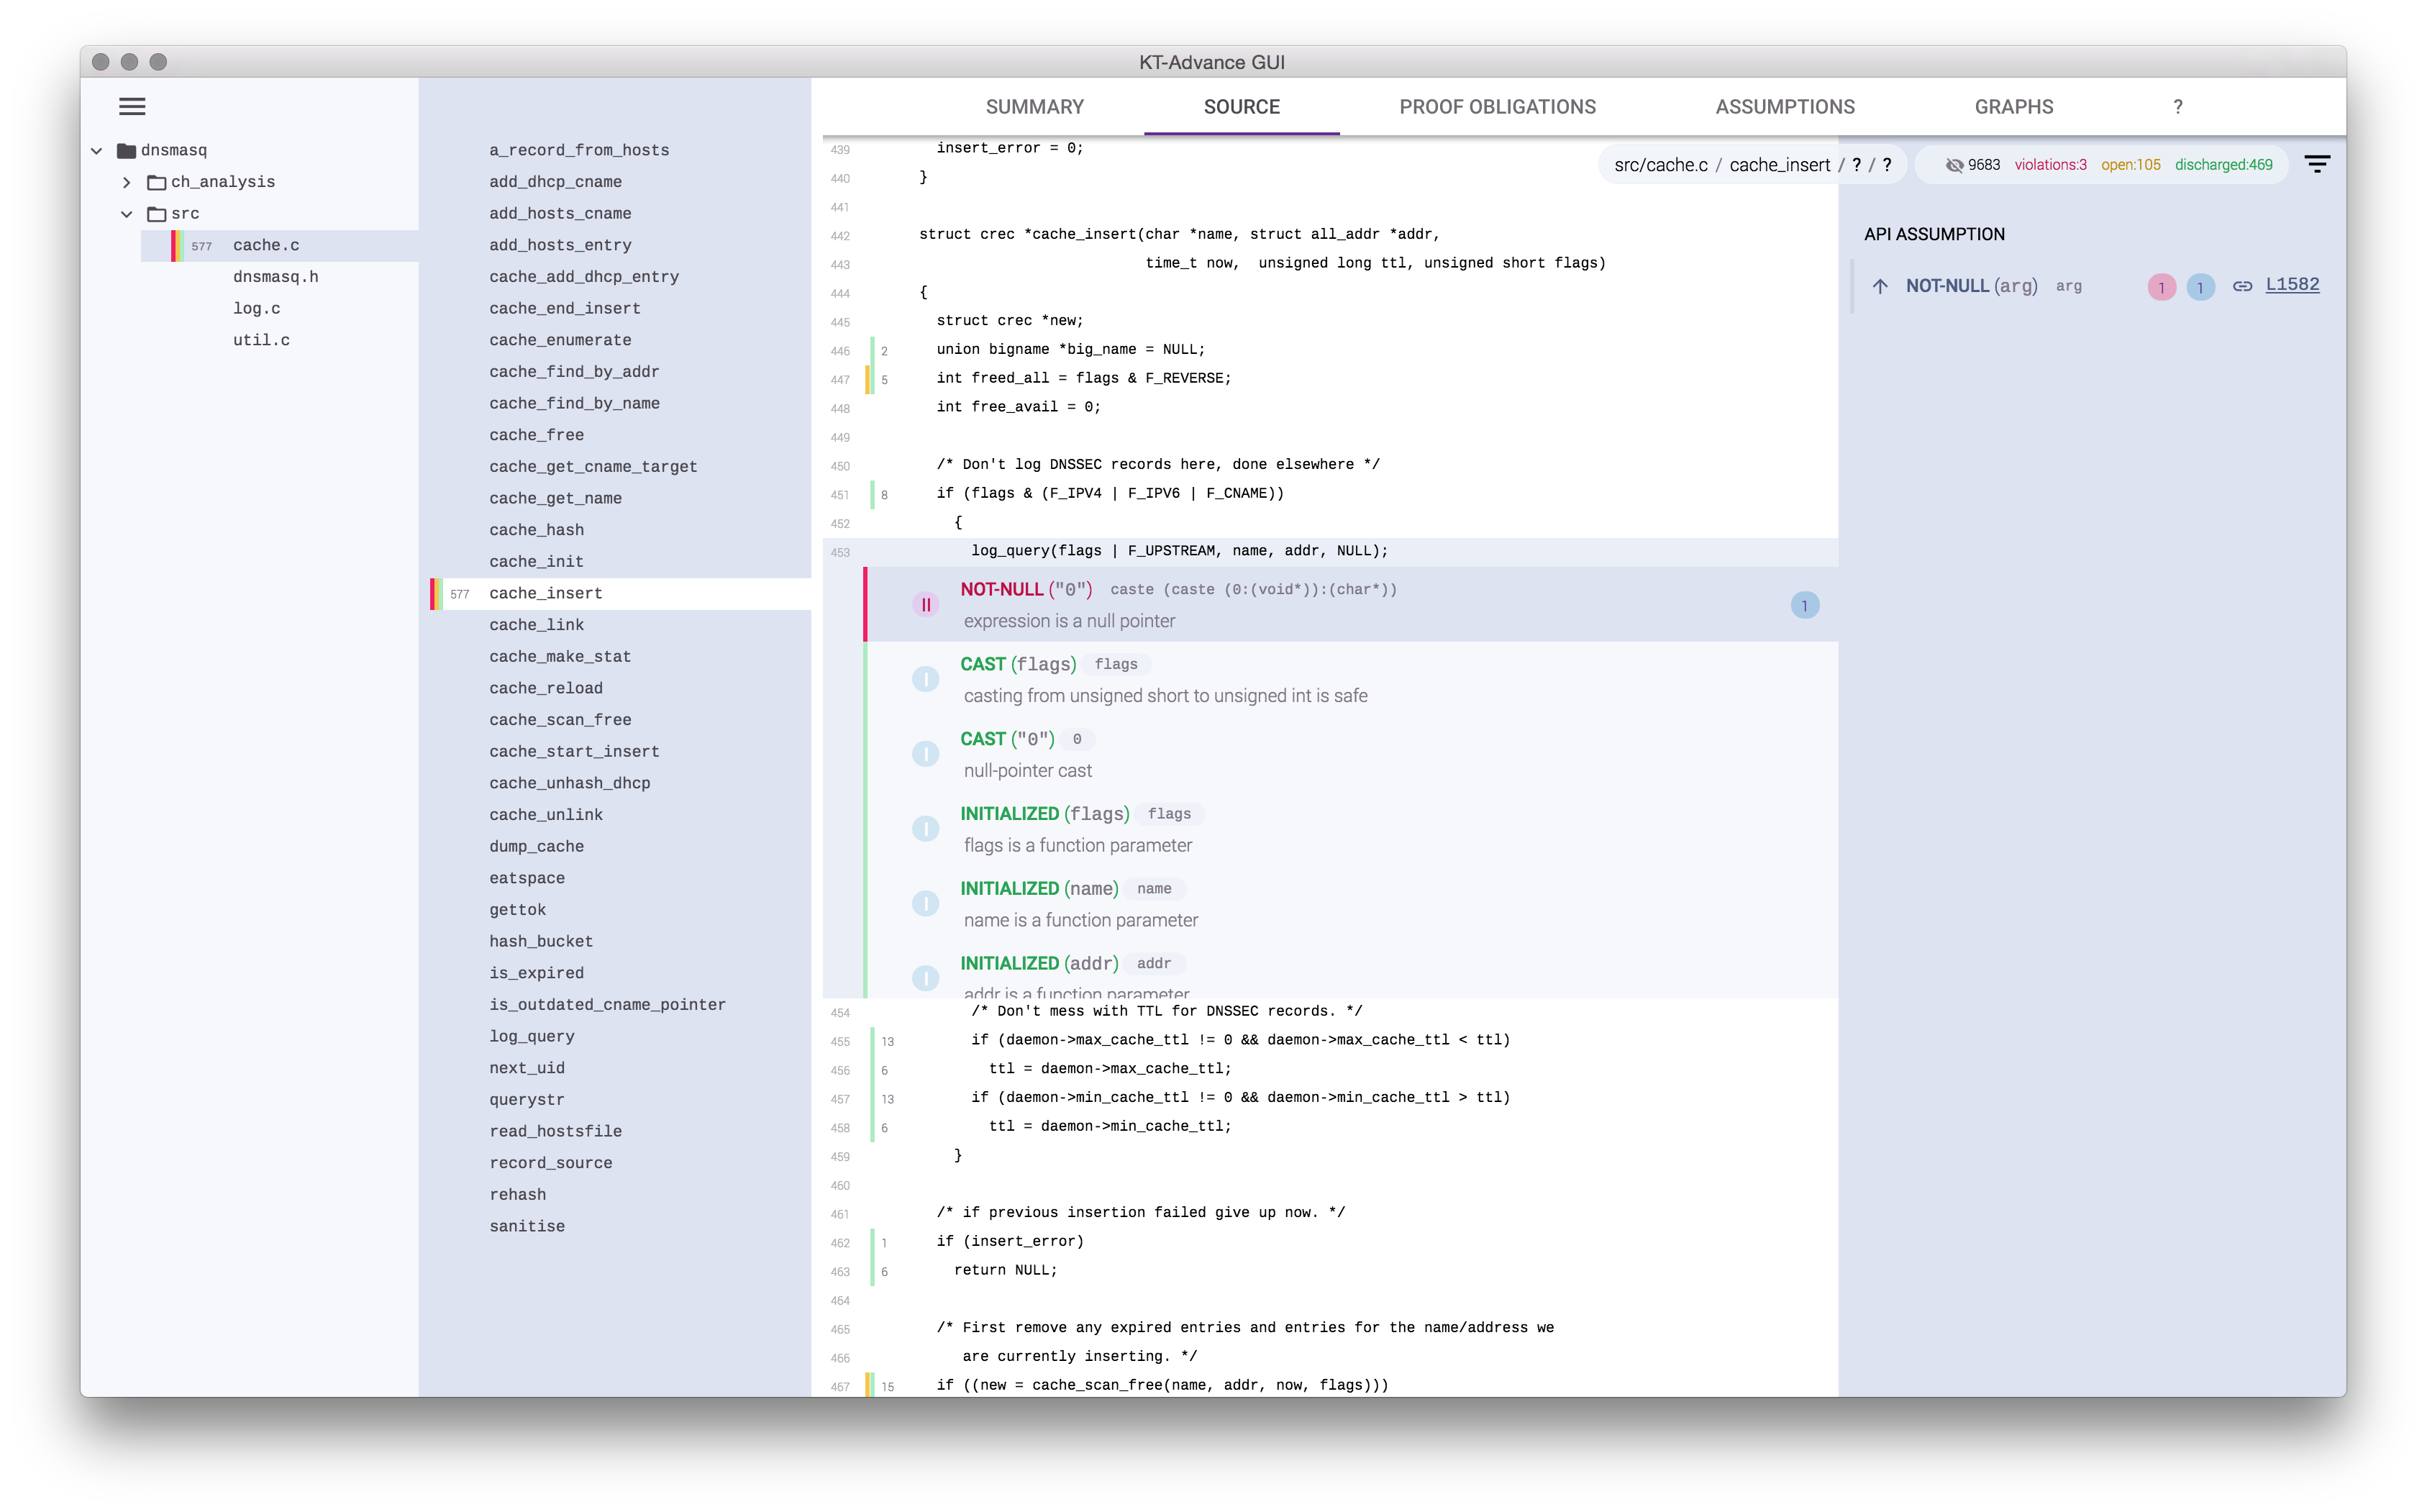 KT-Advance GUI
SUMMARY SOURCE PROOF OBLIGATIONS ASSUMPTIONS GRAPHS ?
dnsmasq
ch_analysis
src
577 cache.c
dnsmasq.h
log.c
util.c
a_record_from_hosts
add_dhcp_cname
add_hosts_cname
add_hosts_entry
cache_add_dhcp_entry
cache_end_insert
cache_enumerate
cache_find_by_addr
cache_find_by_name
cache_free
cache_get_cname_target
cache_get_name
cache_hash
cache_init
577 cache_insert
cache_link
cache_make_stat
cache_reload
cache_scan_free
cache_start_insert
cache_unhash_dhcp
cache_unlink
dump_cache
eatspace
gettok
hash_bucket
is_expired
is_outdated_cname_pointer
log_query
next_uid
querystr
read_hostsfile
record_source
rehash
sanitise
439 insert_error = 0;
440 }
441
442 struct crec *cache_insert(char *name, struct all_addr *addr,
443 time_t now, unsigned long ttl, unsigned short flags)
444 {
445 struct crec *new;
446 2 union bigname *big_name = NULL;
447 5 int freed_all = flags & F_REVERSE;
448 int free_avail = 0;
449
450 /* Don't log DNSSEC records here, done elsewhere */
451 8 if (flags & (F_IPV4 | F_IPV6 | F_CNAME))
452 {
453 log_query(flags | F_UPSTREAM, name, addr, NULL);
II NOT-NULL ("0") caste (caste (0:(void*)):(char*)) 1
expression is a null pointer
I CAST (flags) flags
casting from unsigned short to unsigned int is safe
I CAST ("0") 0
null-pointer cast
I INITIALIZED (flags) flags
flags is a function parameter
I INITIALIZED (name) name
name is a function parameter
I INITIALIZED (addr) addr
addr is a function parameter
454 /* Don't mess with TTL for DNSSEC records. */
455 13 if (daemon->max_cache_ttl != 0 && daemon->max_cache_ttl < ttl)
456 6 ttl = daemon->max_cache_ttl;
457 13 if (daemon->min_cache_ttl != 0 && daemon->min_cache_ttl > ttl)
458 6 ttl = daemon->min_cache_ttl;
459 }
460
461 /* if previous insertion failed give up now. */
462 1 if (insert_error)
463 6 return NULL;
464
465 /* First remove any expired entries and entries for the name/address we
466 are currently inserting. */
467 15 if ((new = cache_scan_free(name, addr, now, flags)))
src/cache.c / cache_insert / ? / ?
9683 violations:3 open:105 discharged:469
API ASSUMPTION
NOT-NULL (arg) arg 1 1 L1582